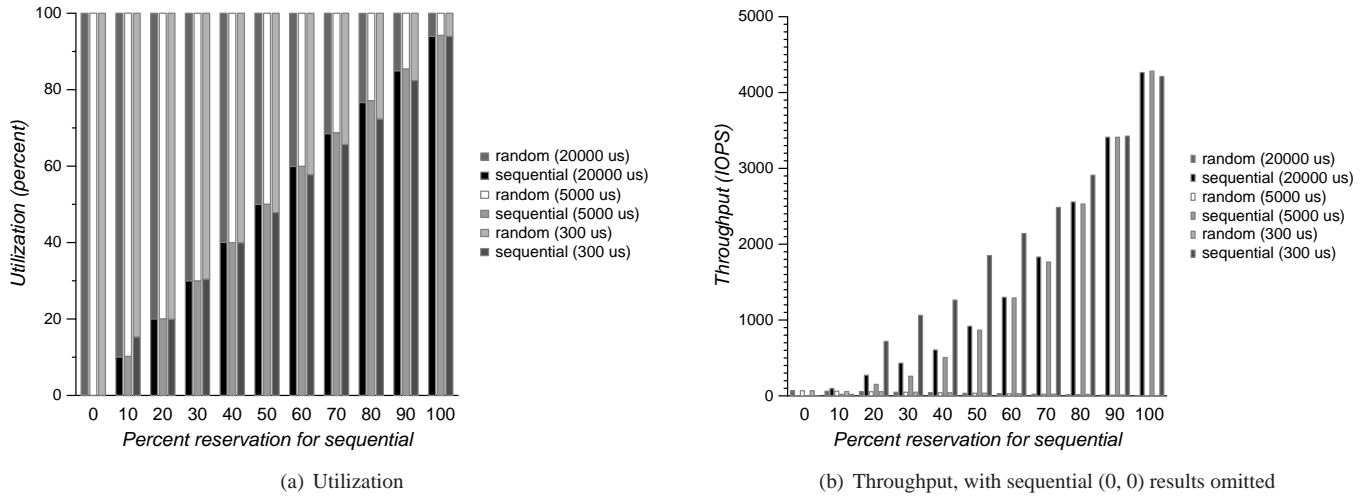 100
80
60
40
20
0
Utilization (percent)
0 10 20 30 40 50 60 70 80 90 100
Percent reservation for sequential
random (20000 us)
sequential (20000 us)
random (5000 us)
sequential (5000 us)
random (300 us)
sequential (300 us)
(a) Utilization
5000
4000
3000
2000
1000
0
Throughput (IOPS)
0 10 20 30 40 50 60 70 80 90 100
Percent reservation for sequential
random (20000 us)
sequential (20000 us)
random (5000 us)
sequential (5000 us)
random (300 us)
sequential (300 us)
(b) Throughput, with sequential (0, 0) results omitted